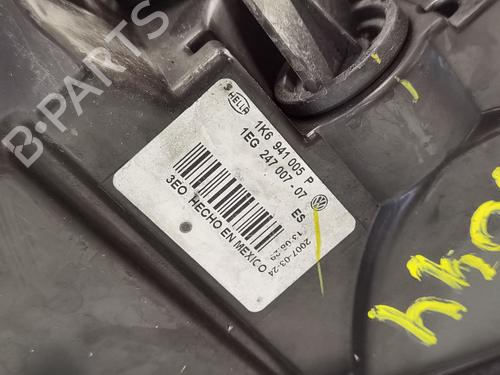 B-PARTS
HELLA
1K6 941 005 P
1EG 247 007 - 07
ES
3EO HECHO EN MEXICO
2007-03-24